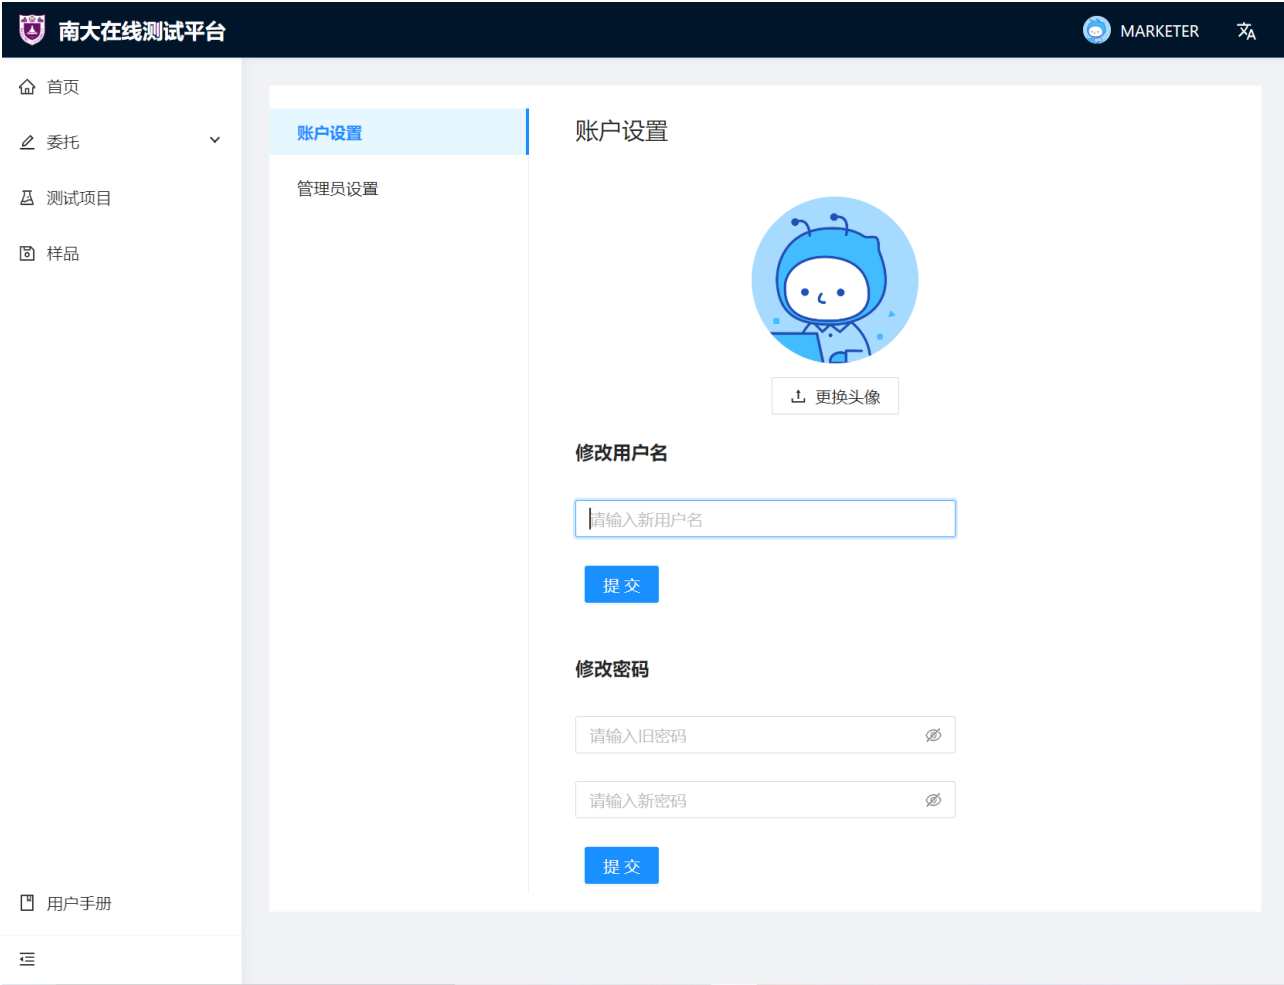 南大在线测试平台
MARKETER
首页
委托
测试项目
样品
用户手册
账户设置
管理员设置
账户设置
更换头像
修改用户名
请输入新用户名
提交
修改密码
请输入旧密码
请输入新密码
提交